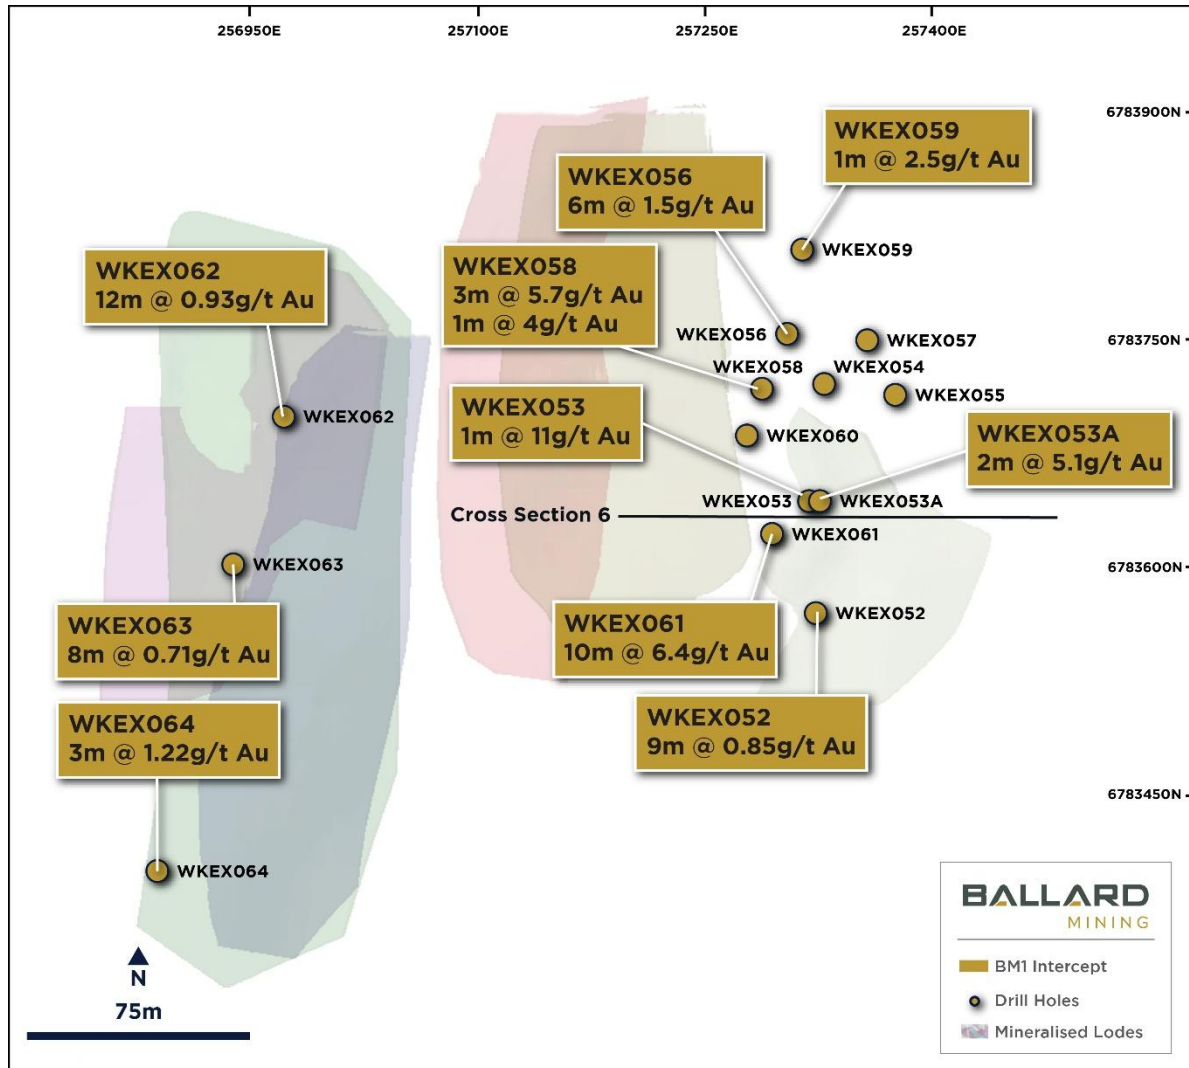 256950E
257100E
257250E
257400E
6783900N
WKEX059
1m @ 2.5g/t Au
WKEX056
6m @ 1.5g/t Au
WKEX059
WKEX062
12m @ 0.93g/t Au
WKEX058
3m @ 5.7g/t Au
1m @ 4g/t Au
WKEX056
WKEX057
6783750N
WKEX058
WKEX054
WKEX055
WKEX062
WKEX053
1m @ 11g/t Au
WKEX060
WKEX053A
2m @ 5.1g/t Au
WKEX053
WKEX053A
Cross Section 6
WKEX061
WKEX063
6783600N
WKEX063
8m @ 0.71g/t Au
WKEX061
10m @ 6.4g/t Au
WKEX052
WKEX064
3m @ 1.22g/t Au
WKEX052
9m @ 0.85g/t Au
6783450N
WKEX064
N
75m
BALLARD
MINING
BM1 Intercept
Drill Holes
Mineralised Lodes